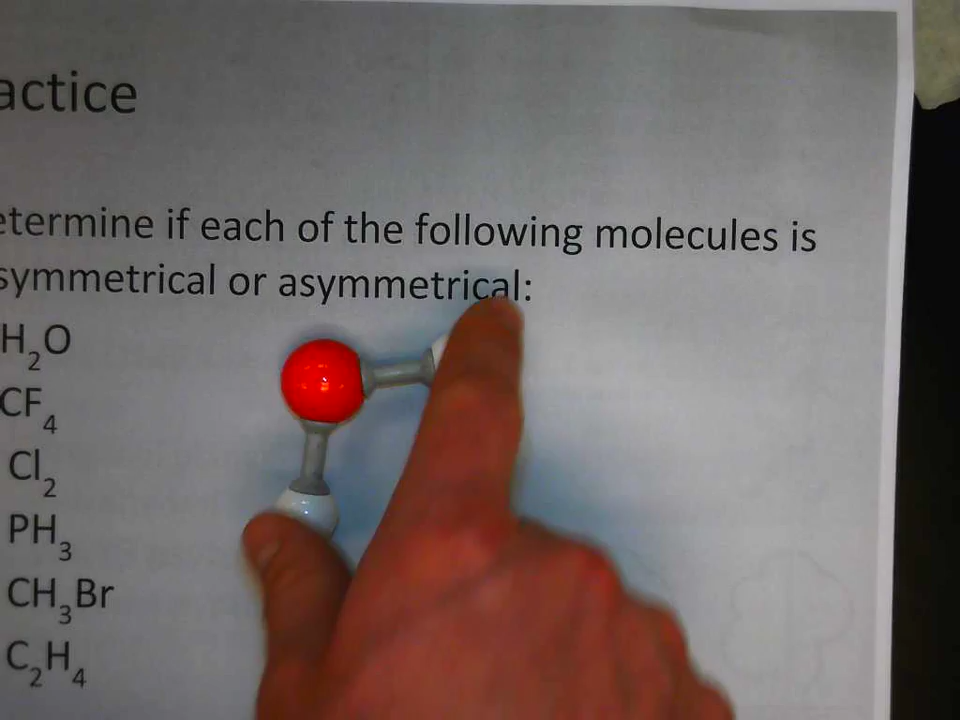 actice
etermine if each of the following molecules is
symmetrical or asymmetrical:
H₂O
CF₄
Cl₂
PH₃
CH₃Br
C₂H₄